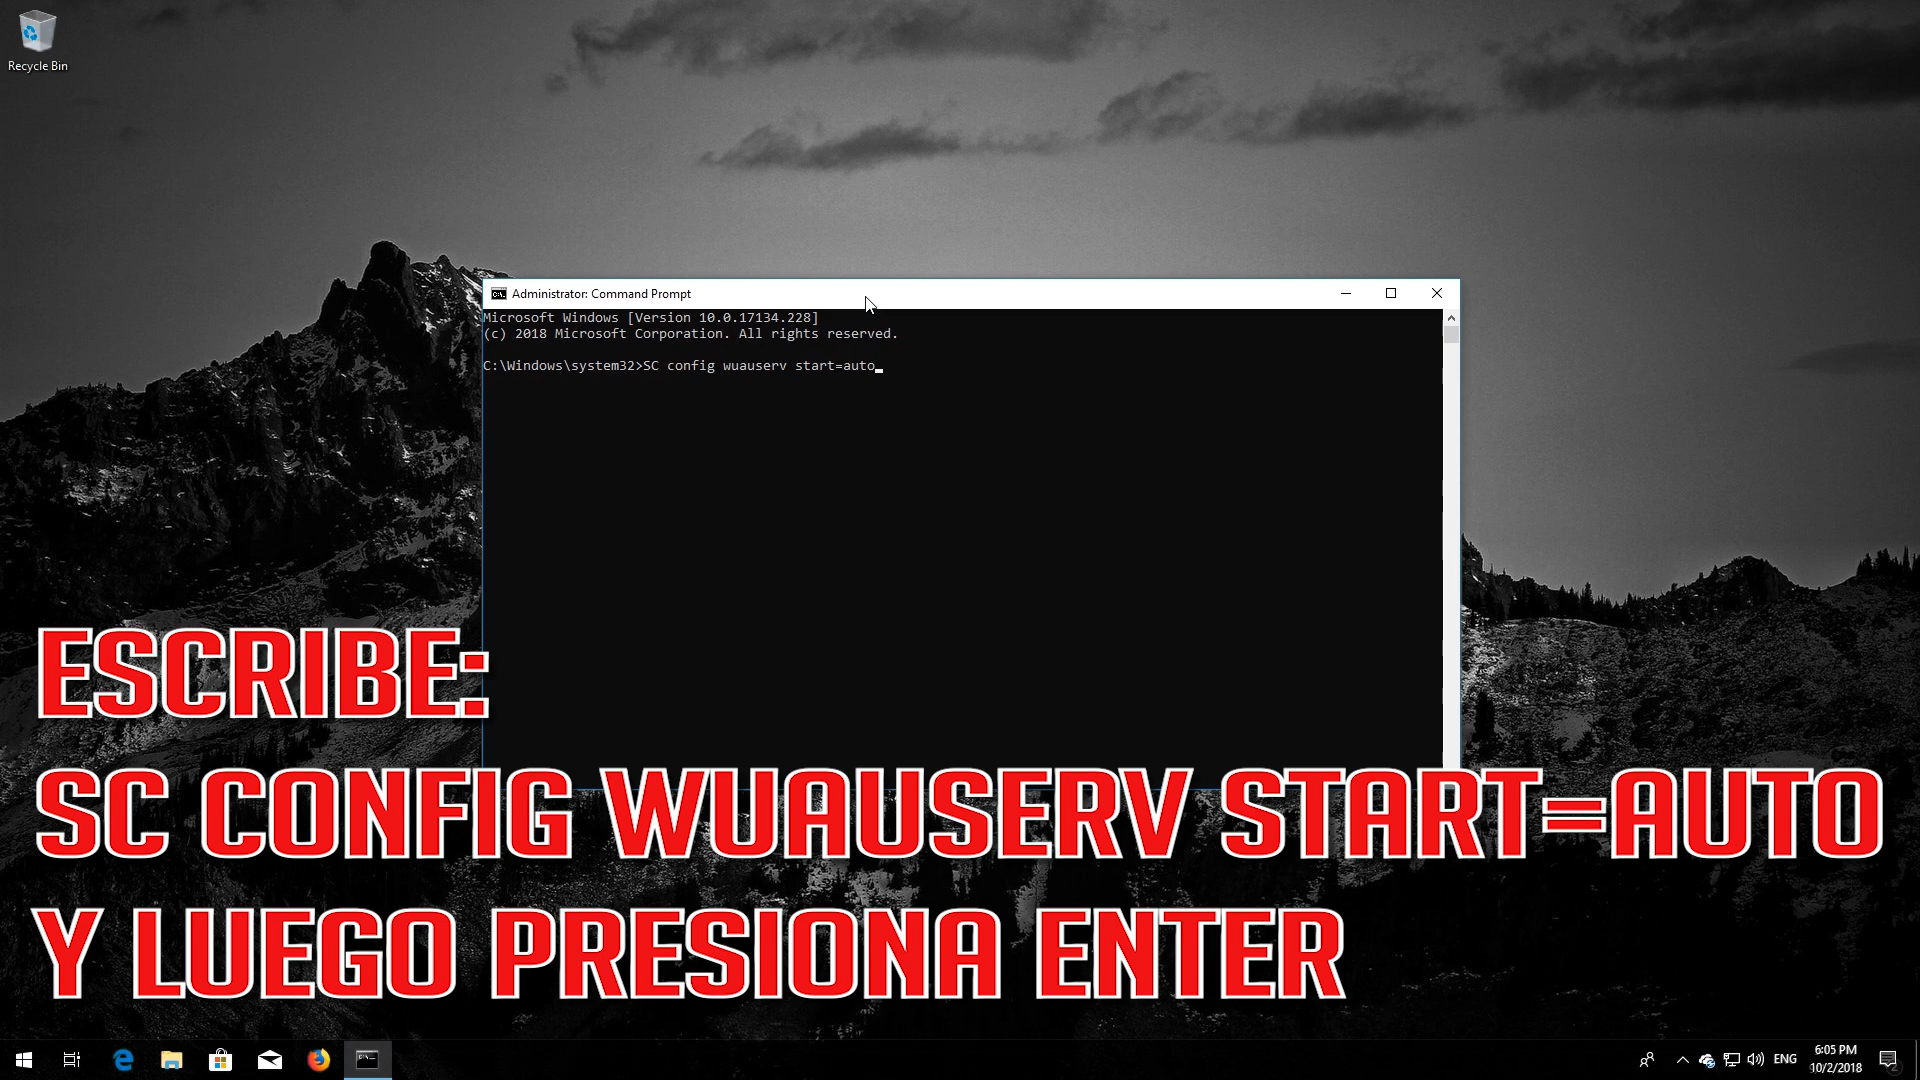 Recycle Bin
Administrator: Command Prompt
Microsoft Windows [Version 10.0.17134.228]
(c) 2018 Microsoft Corporation. All rights reserved.
C:\Windows\system32>SC config wuauserv start=auto
ESCRIBE:
SC CONFIG WUAUSERV START=AUTO
Y LUEGO PRESIONA ENTER
ENG
6:05 PM
10/2/2018